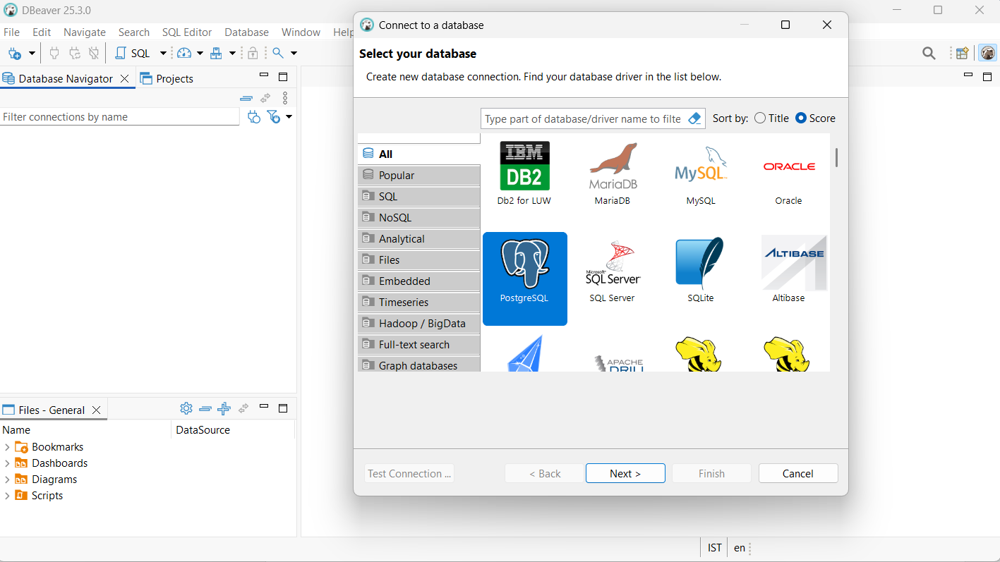 DBeaver 25.3.0
File Edit Navigate Search SQL Editor Database Window Help
SQL
Database Navigator
Projects
Filter connections by name
Files - General
Name DataSource
Bookmarks
Dashboards
Diagrams
Scripts
Connect to a database
Select your database
Create new database connection. Find your database driver in the list below.
Type part of database/driver name to filte
Sort by: Title Score
All
Popular
SQL
NoSQL
Analytical
Files
Embedded
Timeseries
Hadoop / BigData
Full-text search
Graph databases
IBM
DB2
MariaDB
MySQL
ORACLE
Db2 for LUW MariaDB MySQL Oracle
Microsoft
SQL Server
ALTIBASE
PostgreSQL SQL Server SQLite Altibase
APACHE
DRILL
Test Connection ... < Back Next > Finish Cancel
IST en